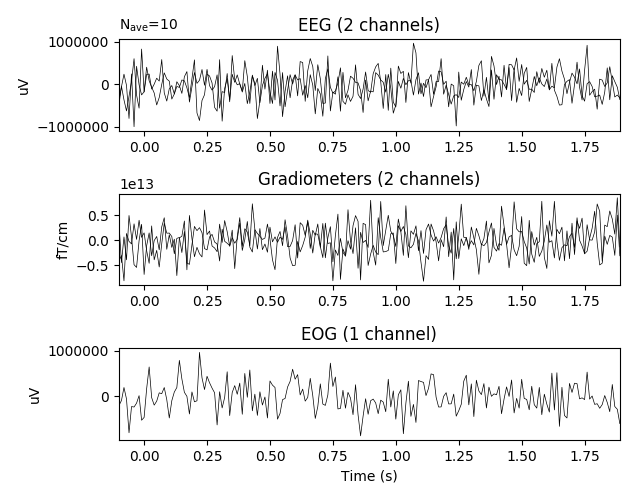 N_ave=10
EEG (2 channels)
1000000
0
−1000000
uV
0.00 0.25 0.50 0.75 1.00 1.25 1.50 1.75
1e13
Gradiometers (2 channels)
0.5
0.0
−0.5
fT/cm
0.00 0.25 0.50 0.75 1.00 1.25 1.50 1.75
EOG (1 channel)
1000000
0
uV
0.00 0.25 0.50 0.75 1.00 1.25 1.50 1.75
Time (s)